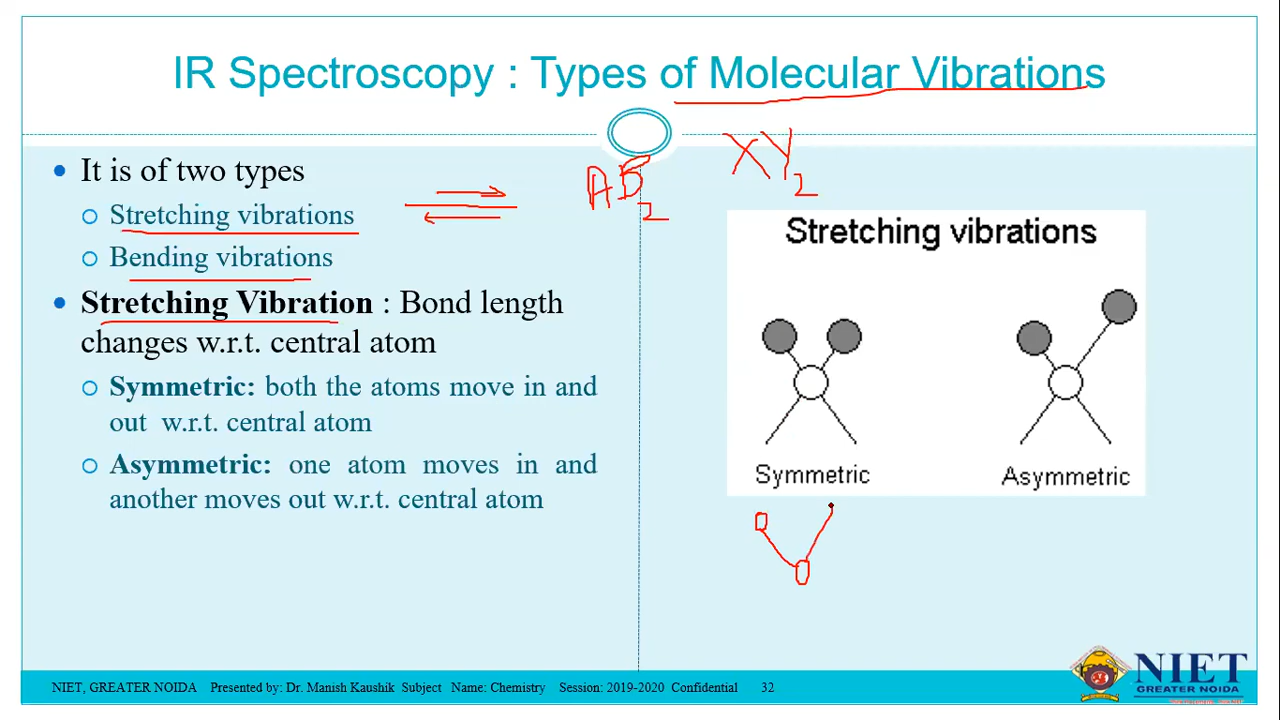 IR Spectroscopy : Types of Molecular Vibrations
It is of two types
Stretching vibrations
Bending vibrations
Stretching Vibration : Bond length
changes w.r.t. central atom
Symmetric: both the atoms move in and
out w.r.t. central atom
Asymmetric: one atom moves in and
another moves out w.r.t. central atom
AB2
XY2
Stretching vibrations
Symmetric
Asymmetric
NIET, GREATER NOIDA Presented by: Dr. Manish Kaushik Subject Name: Chemistry Session: 2019-2020 Confidential 32
NIET
GREATER NOIDA